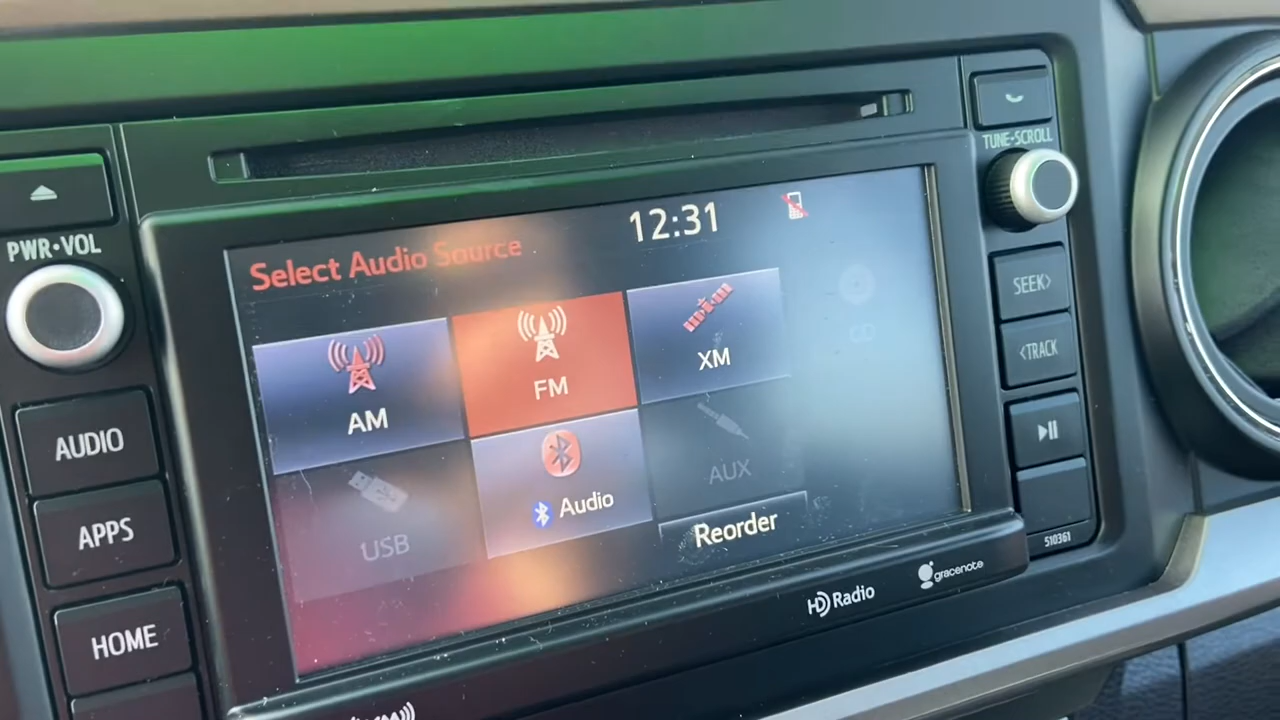 PWR•VOL
AUDIO
APPS
HOME
Select Audio Source
12:31
AM
FM
XM
CD
USB
Audio
AUX
Reorder
HD Radio
gracenote
TUNE•SCROLL
SEEK>
<TRACK
510361